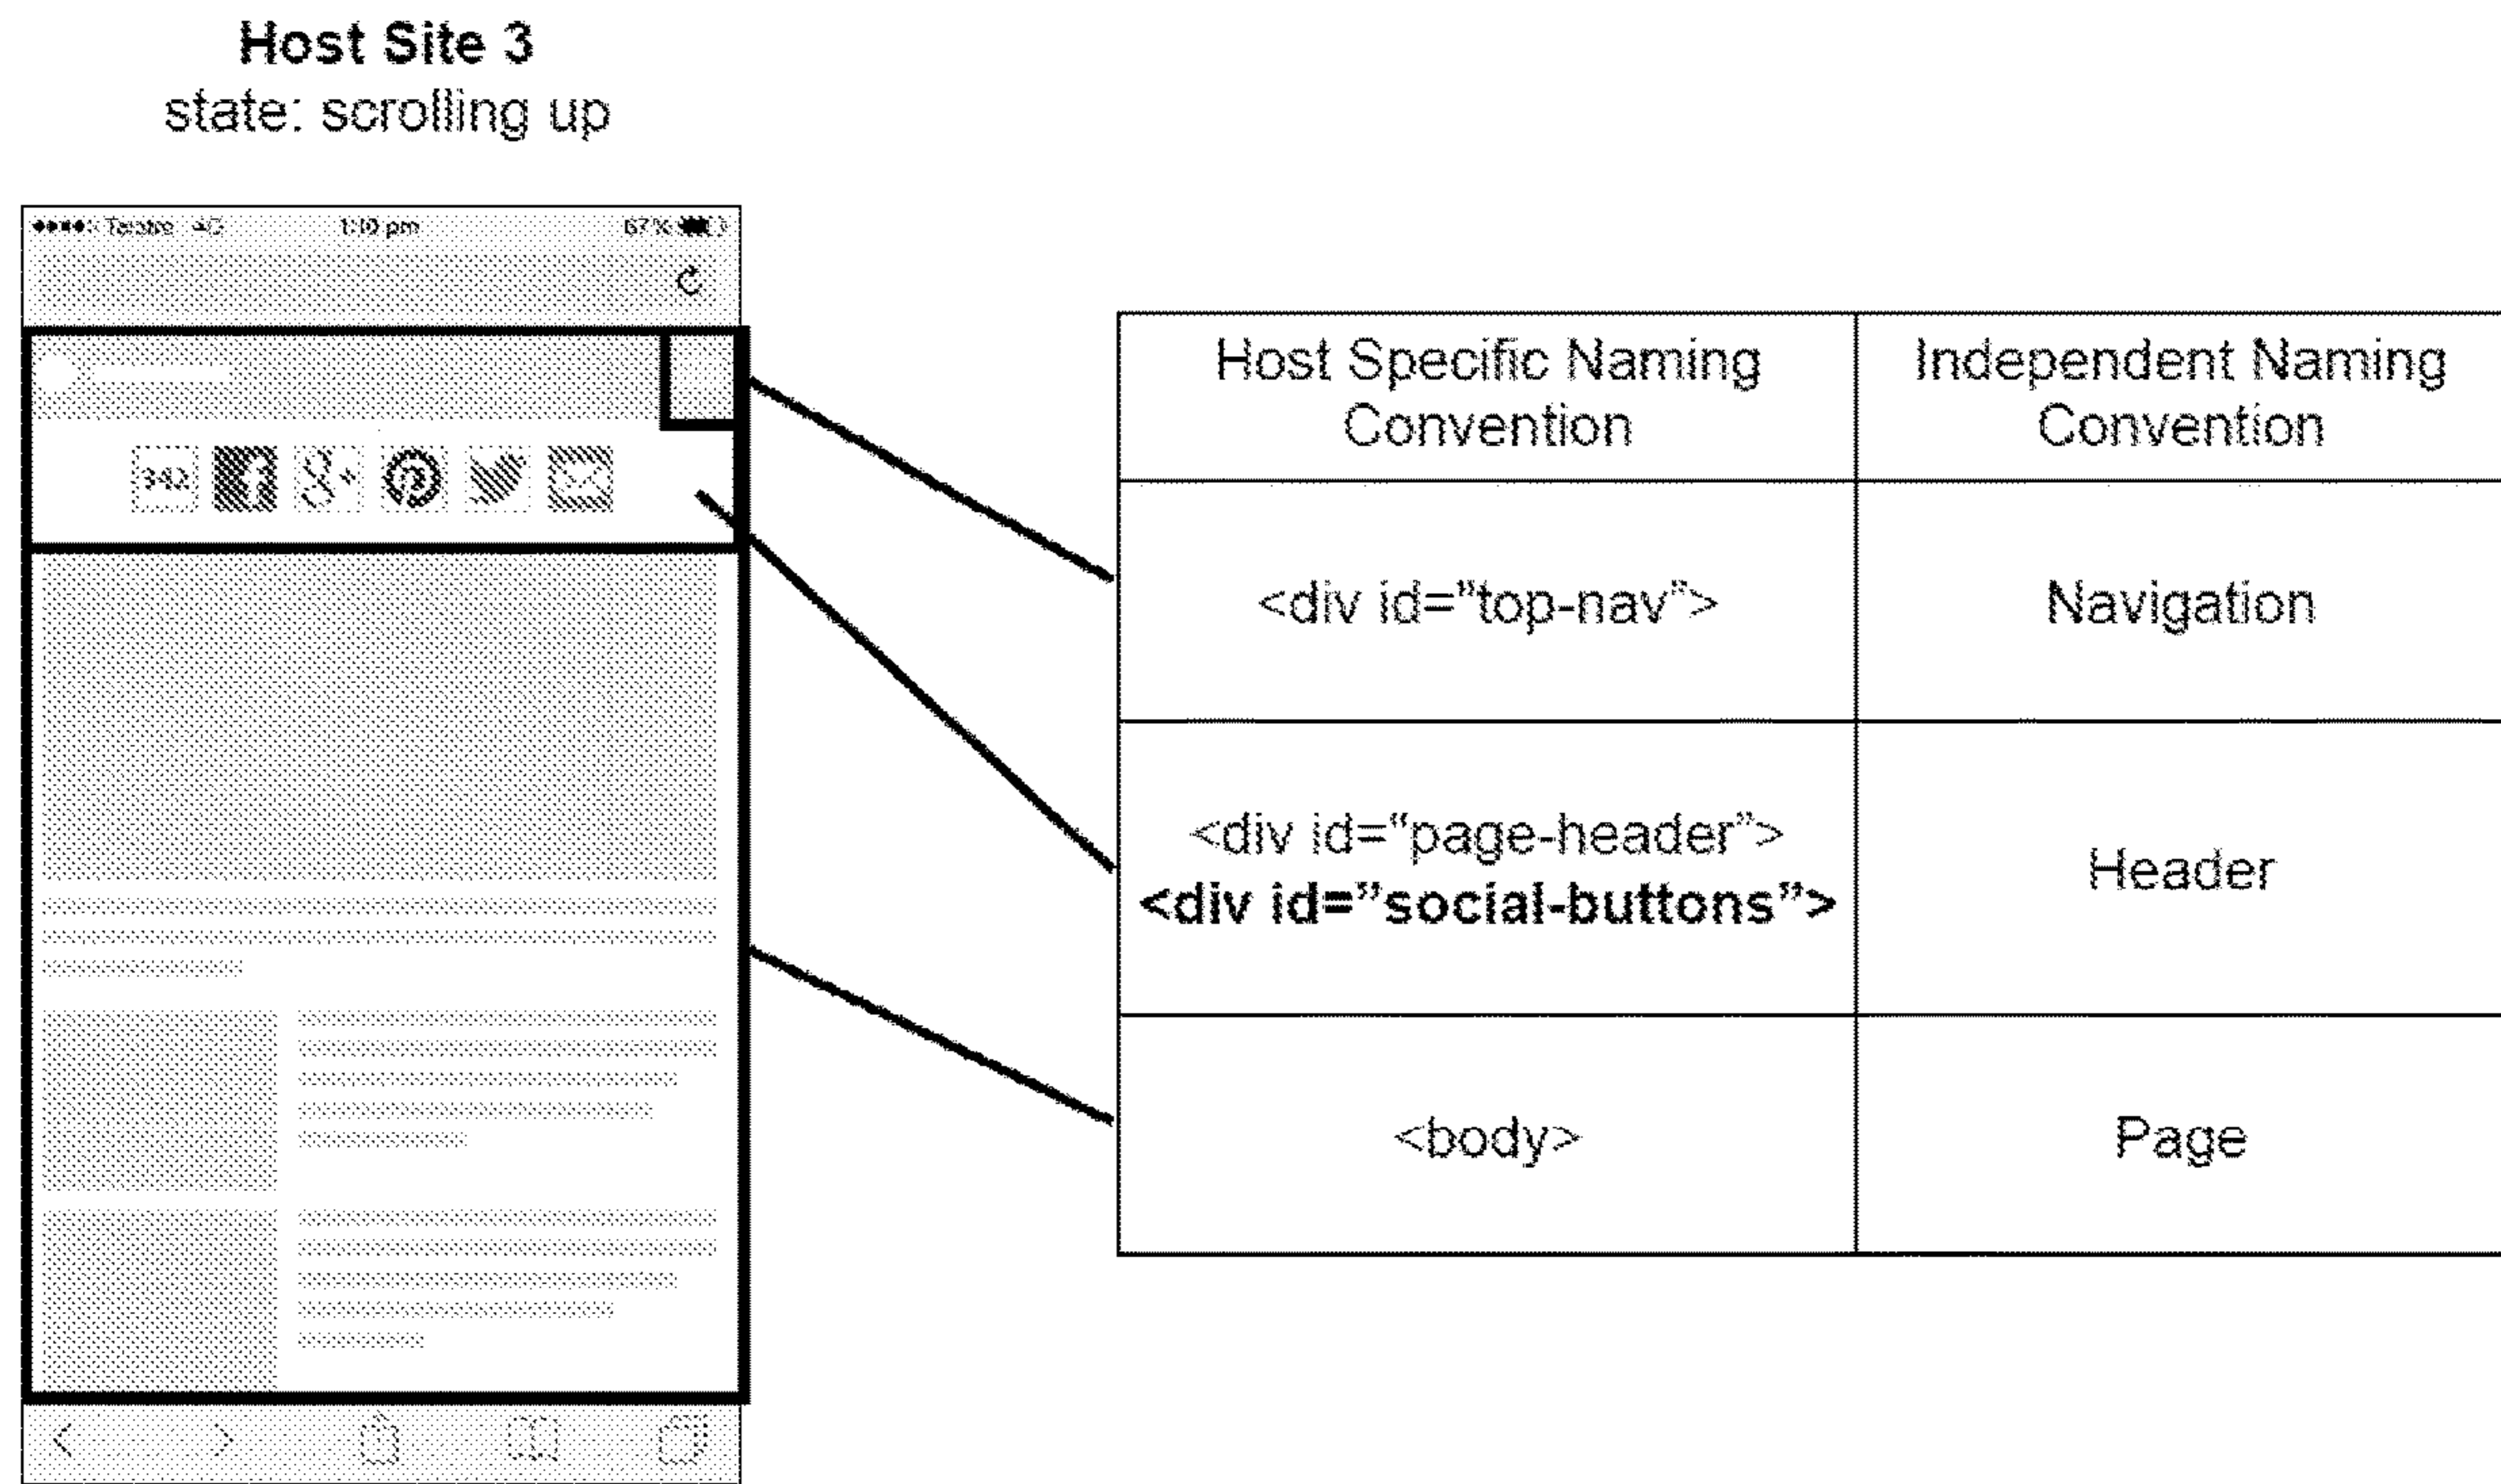 Host Site 3
state: scrolling up
1:10 pm
67%
342
Host Specific Naming
Convention
Independent Naming
Convention
<div id=”top-nav”>
Navigation
<div id=“page-header”>
<div id=”social-buttons”>
Header
<body>
Page